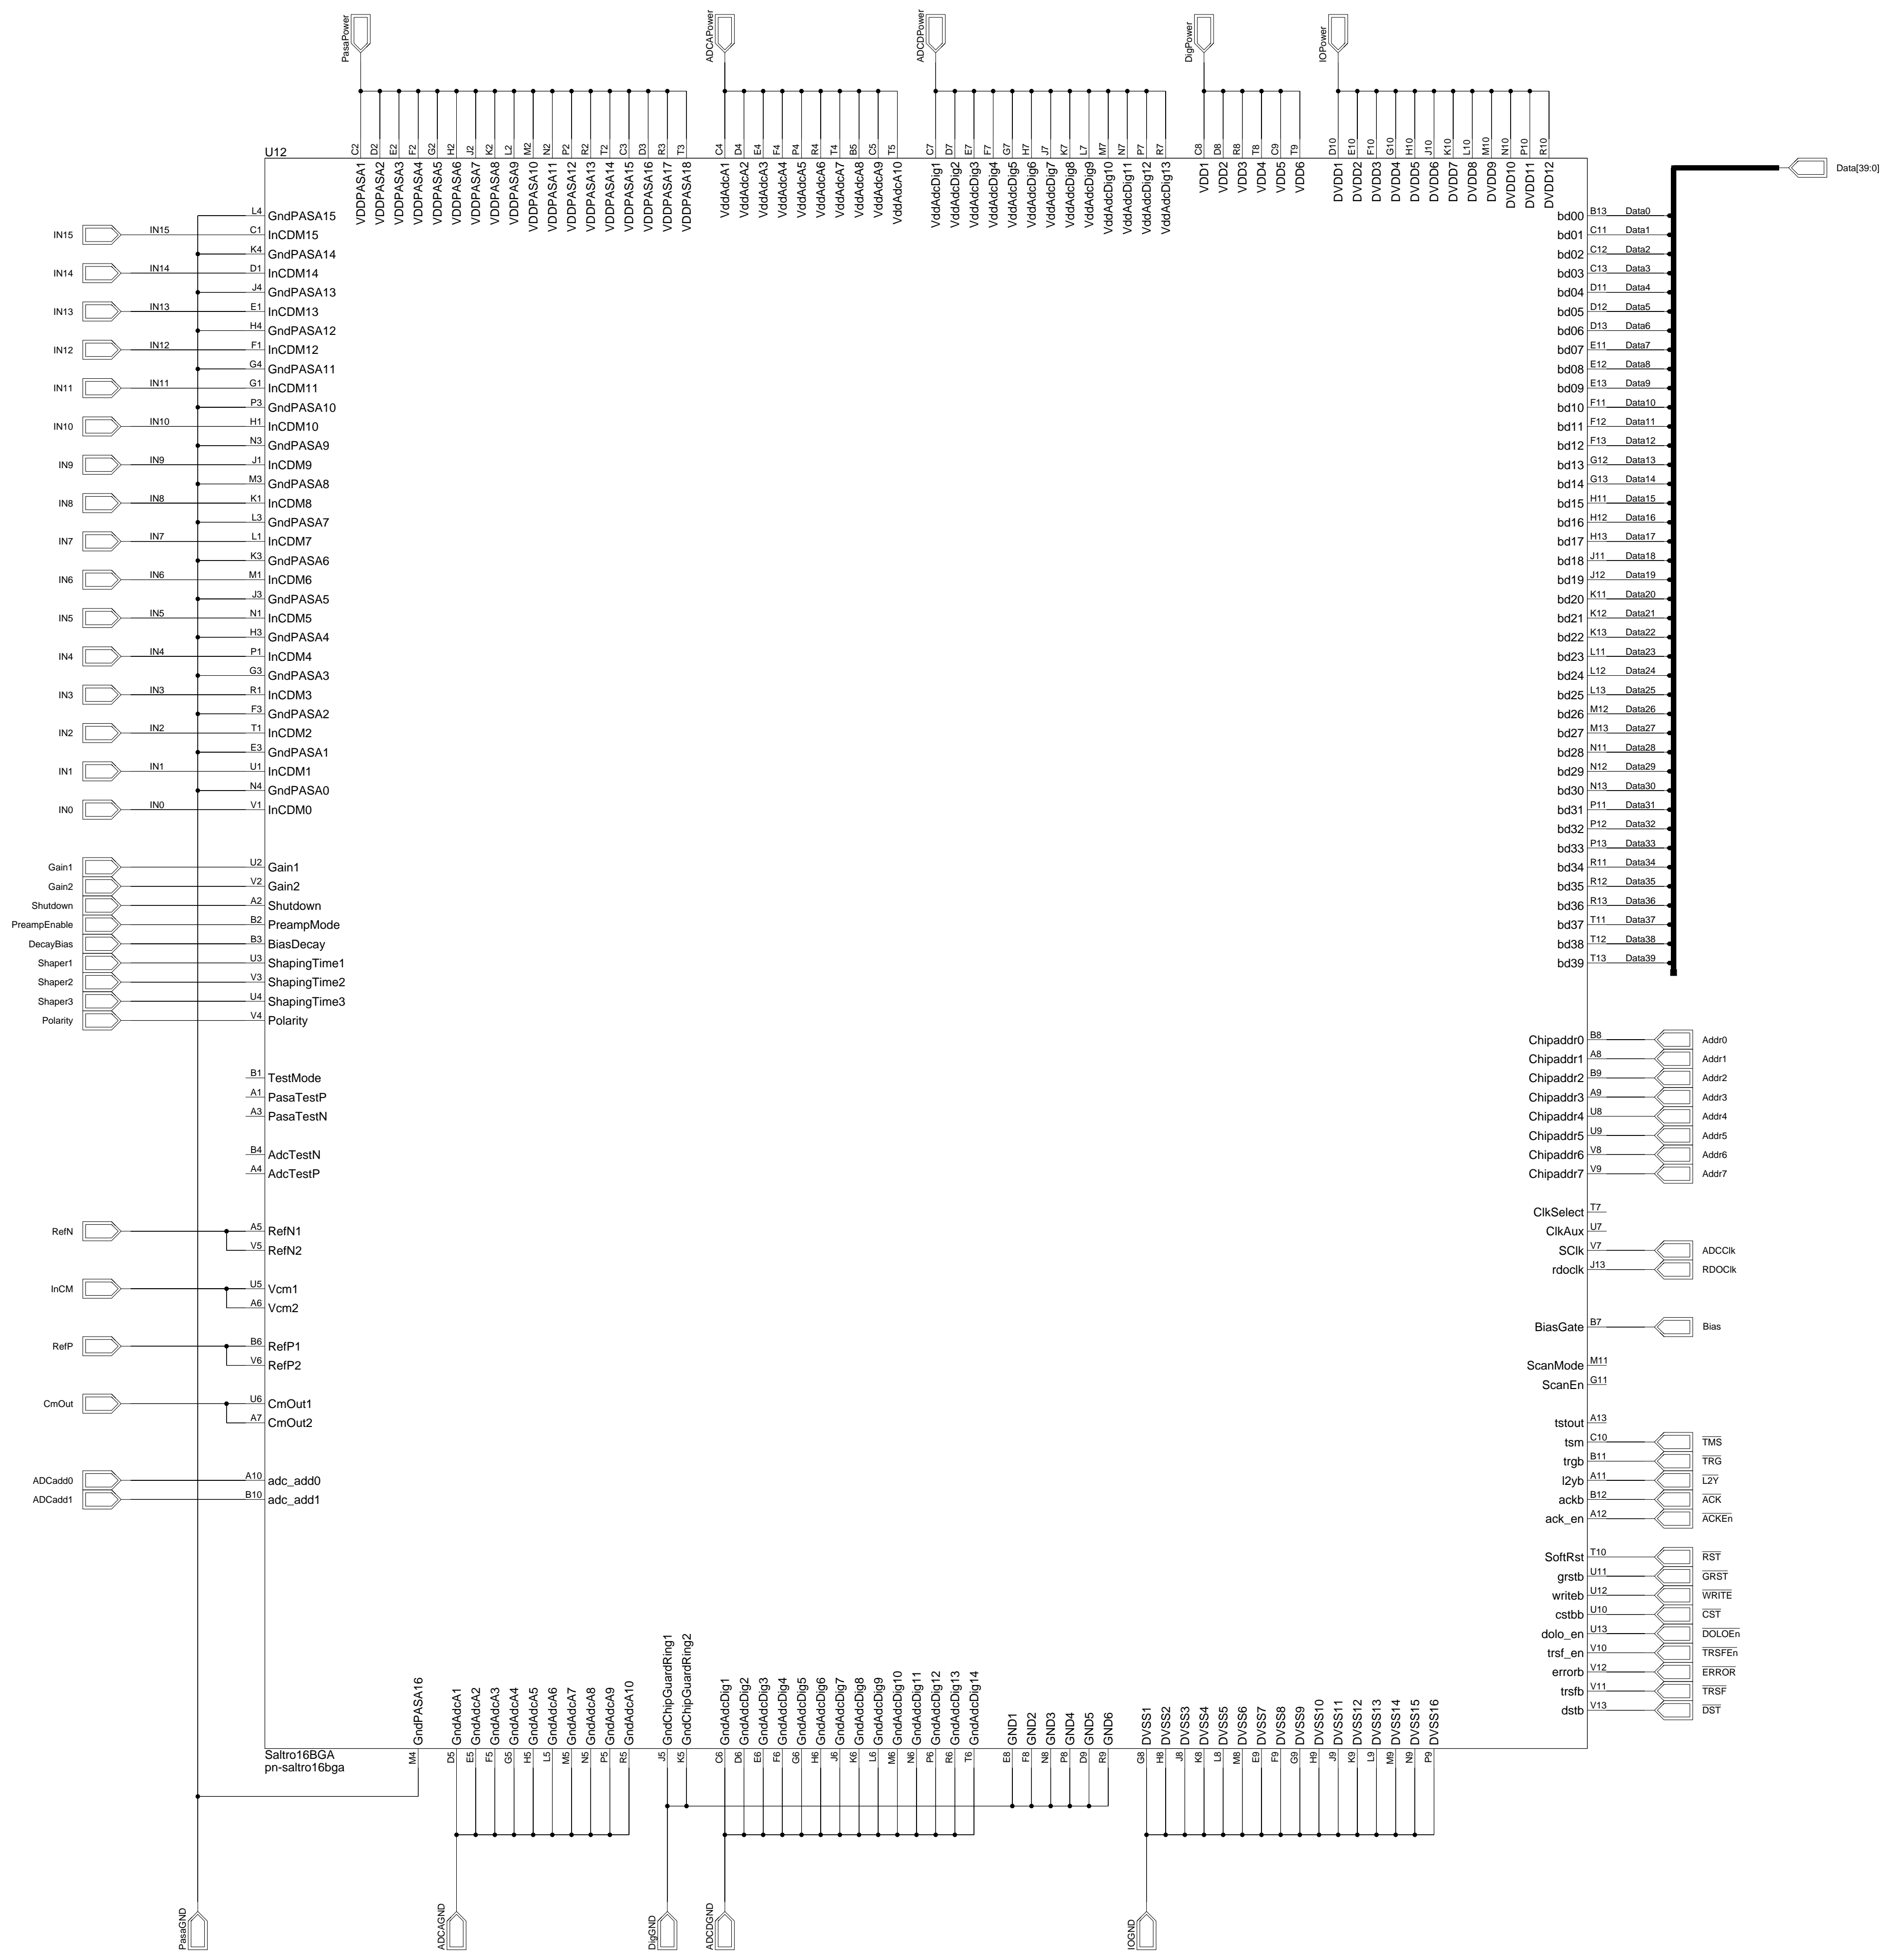 PasaPower
ADCAPower
ADCDPower
DigPower
IOPower
U12
C2 D2 E2 F2 G2 H2 J2 K2 L2 M2 N2 P2 R2 T2 C3 D3 R3 T3
C4 D4 E4 F4 P4 R4 T4 B5 C5 T5
C7 D7 E7 F7 G7 H7 J7 K7 L7 M7 N7 P7 R7
C8 D8 R8 T8 C9 T9
D10 E10 F10 G10 H10 J10 K10 L10 M10 N10 P10 R10
VDDPASA1 VDDPASA2 VDDPASA3 VDDPASA4 VDDPASA5 VDDPASA6 VDDPASA7 VDDPASA8 VDDPASA9 VDDPASA10 VDDPASA11 VDDPASA12 VDDPASA13 VDDPASA14 VDDPASA15 VDDPASA16 VDDPASA17 VDDPASA18
VddAdcA1 VddAdcA2 VddAdcA3 VddAdcA4 VddAdcA5 VddAdcA6 VddAdcA7 VddAdcA8 VddAdcA9 VddAdcA10
VddAdcDig1 VddAdcDig2 VddAdcDig3 VddAdcDig4 VddAdcDig5 VddAdcDig6 VddAdcDig7 VddAdcDig8 VddAdcDig9 VddAdcDig10 VddAdcDig11 VddAdcDig12 VddAdcDig13
VDD1 VDD2 VDD3 VDD4 VDD5 VDD6
DVDD1 DVDD2 DVDD3 DVDD4 DVDD5 DVDD6 DVDD7 DVDD8 DVDD9 DVDD10 DVDD11 DVDD12
L4 GndPASA15
IN15 IN15 C1 InCDM15
K4 GndPASA14
IN14 IN14 D1 InCDM14
J4 GndPASA13
IN13 IN13 E1 InCDM13
H4 GndPASA12
IN12 IN12 F1 InCDM12
G4 GndPASA11
IN11 IN11 G1 InCDM11
P3 GndPASA10
IN10 IN10 H1 InCDM10
N3 GndPASA9
IN9 IN9 J1 InCDM9
M3 GndPASA8
IN8 IN8 K1 InCDM8
L3 GndPASA7
IN7 IN7 L1 InCDM7
K3 GndPASA6
IN6 IN6 M1 InCDM6
J3 GndPASA5
IN5 IN5 N1 InCDM5
H3 GndPASA4
IN4 IN4 P1 InCDM4
G3 GndPASA3
IN3 IN3 R1 InCDM3
F3 GndPASA2
IN2 IN2 T1 InCDM2
E3 GndPASA1
IN1 IN1 U1 InCDM1
N4 GndPASA0
IN0 IN0 V1 InCDM0
Gain1 U2 Gain1
Gain2 V2 Gain2
Shutdown A2 Shutdown
PreampEnable B2 PreampMode
DecayBias B3 BiasDecay
Shaper1 U3 ShapingTime1
Shaper2 V3 ShapingTime2
Shaper3 U4 ShapingTime3
Polarity V4 Polarity
B1 TestMode
A1 PasaTestP
A3 PasaTestN
B4 AdcTestN
A4 AdcTestP
RefN A5 RefN1
V5 RefN2
InCM U5 Vcm1
A6 Vcm2
RefP B6 RefP1
V6 RefP2
CmOut U6 CmOut1
A7 CmOut2
ADCadd0 A10 adc_add0
ADCadd1 B10 adc_add1
Data[39:0]
bd00 B13 Data0
bd01 C11 Data1
bd02 C12 Data2
bd03 C13 Data3
bd04 D11 Data4
bd05 D12 Data5
bd06 D13 Data6
bd07 E11 Data7
bd08 E12 Data8
bd09 E13 Data9
bd10 F11 Data10
bd11 F12 Data11
bd12 F13 Data12
bd13 G12 Data13
bd14 G13 Data14
bd15 H11 Data15
bd16 H12 Data16
bd17 H13 Data17
bd18 J11 Data18
bd19 J12 Data19
bd20 K11 Data20
bd21 K12 Data21
bd22 K13 Data22
bd23 L11 Data23
bd24 L12 Data24
bd25 L13 Data25
bd26 M12 Data26
bd27 M13 Data27
bd28 N11 Data28
bd29 N12 Data29
bd30 N13 Data30
bd31 P11 Data31
bd32 P12 Data32
bd33 P13 Data33
bd34 R11 Data34
bd35 R12 Data35
bd36 R13 Data36
bd37 T11 Data37
bd38 T12 Data38
bd39 T13 Data39
Chipaddr0 B8 Addr0
Chipaddr1 A8 Addr1
Chipaddr2 B9 Addr2
Chipaddr3 A9 Addr3
Chipaddr4 U8 Addr4
Chipaddr5 U9 Addr5
Chipaddr6 V8 Addr6
Chipaddr7 V9 Addr7
ClkSelect T7
ClkAux U7
SClk V7 ADCClk
rdoclk J13 RDOClk
BiasGate B7 Bias
ScanMode M11
ScanEn G11
tstout A13
tsm C10 TMS
trgb B11 TRG
l2yb A11 L2Y
ackb B12 ACK
ack_en A12 ACKEn
SoftRst T10 RST
grstb U11 GRST
writeb U12 WRITE
cstbb U10 CST
dolo_en U13 DOLOEn
trsf_en V10 TRSFEn
errorb V12 ERROR
trsfb V11 TRSF
dstb V13 DST
GndPASA16
GndAdcA1 GndAdcA2 GndAdcA3 GndAdcA4 GndAdcA5 GndAdcA6 GndAdcA7 GndAdcA8 GndAdcA9 GndAdcA10
GndChipGuardRing1 GndChipGuardRing2
GndAdcDig1 GndAdcDig2 GndAdcDig3 GndAdcDig4 GndAdcDig5 GndAdcDig6 GndAdcDig7 GndAdcDig8 GndAdcDig9 GndAdcDig10 GndAdcDig11 GndAdcDig12 GndAdcDig13 GndAdcDig14
GND1 GND2 GND3 GND4 GND5 GND6
DVSS1 DVSS2 DVSS3 DVSS4 DVSS5 DVSS6 DVSS7 DVSS8 DVSS9 DVSS10 DVSS11 DVSS12 DVSS13 DVSS14 DVSS15 DVSS16
Saltro16BGA
pn-saltro16bga
M4
D5 E5 F5 G5 H5 L5 M5 N5 P5 R5
J5 K5
C6 D6 E6 F6 G6 H6 J6 K6 L6 M6 N6 P6 R6 T6
E8 F8 N8 P8 D9 R9
G8 H8 J8 K8 L8 M8 E9 F9 G9 H9 J9 K9 L9 M9 N9 P9
PasaGND
ADCAGND
DigGND
ADCDGND
IOGND